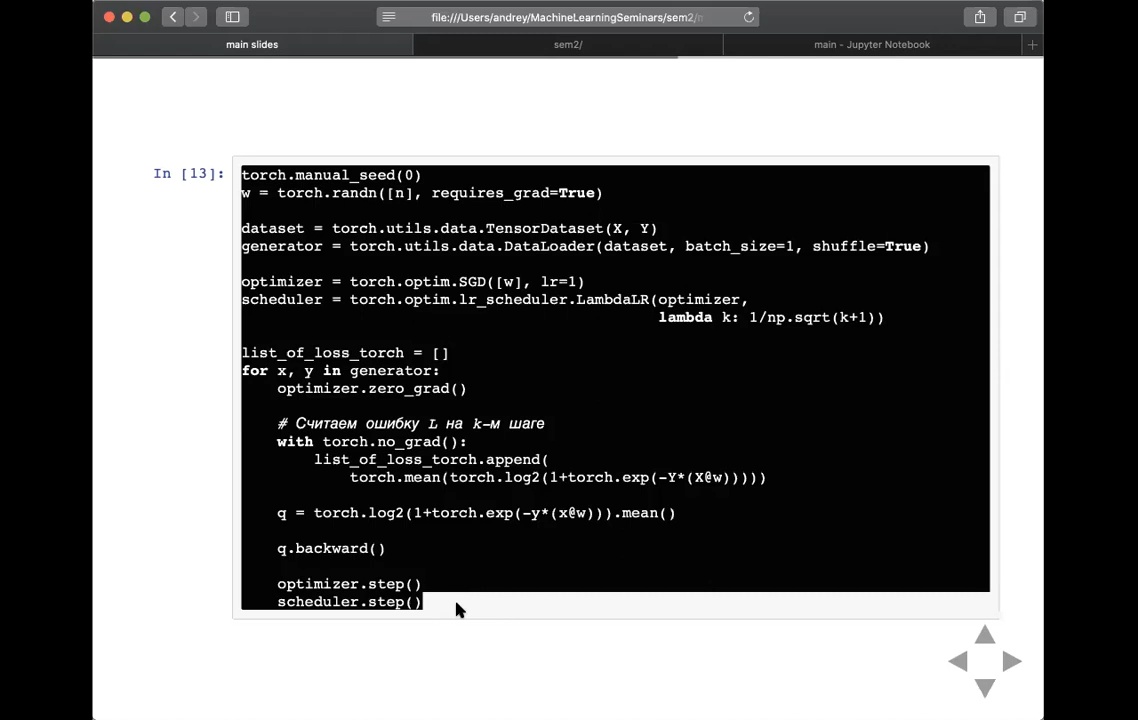 file:///Users/andrey/MachineLearningSeminars/sem2/
main slides
sem2/
main - Jupyter Notebook
In [13]:
torch.manual_seed(0)
w = torch.randn([n], requires_grad=True)
dataset = torch.utils.data.TensorDataset(X, Y)
generator = torch.utils.data.DataLoader(dataset, batch_size=1, shuffle=True)
optimizer = torch.optim.SGD([w], lr=1)
scheduler = torch.optim.lr_scheduler.LambdaLR(optimizer,
lambda k: 1/np.sqrt(k+1))
list_of_loss_torch = []
for x, y in generator:
optimizer.zero_grad()
# Считаем ошибку L на k-м шаге
with torch.no_grad():
list_of_loss_torch.append(
torch.mean(torch.log2(1+torch.exp(-Y*(X@w)))))
q = torch.log2(1+torch.exp(-y*(x@w))).mean()
q.backward()
optimizer.step()
scheduler.step()